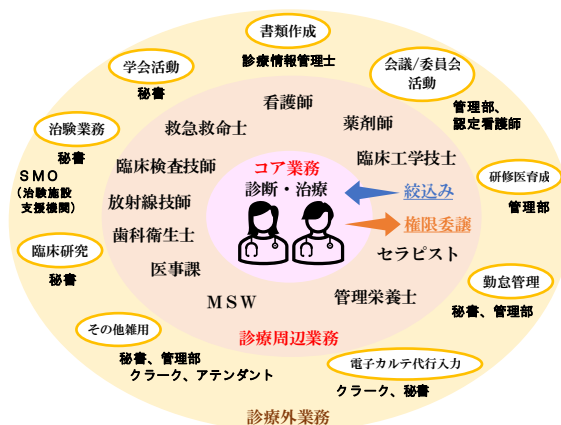 書類作成
診療情報管理士
学会活動
秘書
会議/委員会
活動
管理部、
認定看護師
看護師
救急救命士
薬剤師
治験業務
秘書
SMO
(治験施設
支援機関)
臨床検査技師
コア業務
診断・治療
臨床工学技士
絞込み
研修医育成
管理部
放射線技師
権限委譲
歯科衛生士
臨床研究
秘書
セラピスト
医事課
勤怠管理
秘書、管理部
MSW
管理栄養士
その他雑用
秘書、管理部
クラーク、アテンダント
診療周辺業務
電子カルテ代行入力
クラーク、秘書
診療外業務